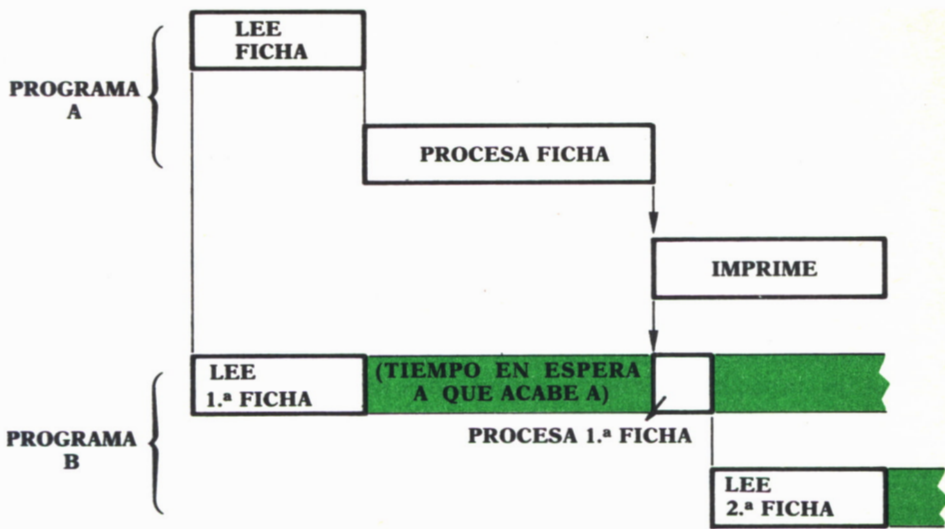 LEE
FICHA
PROGRAMA
A
PROCESA FICHA
IMPRIME
LEE
1.ª FICHA
(TIEMPO EN ESPERA
A QUE ACABE A)
PROCESA 1.ª FICHA
PROGRAMA
B
LEE
2.ª FICHA